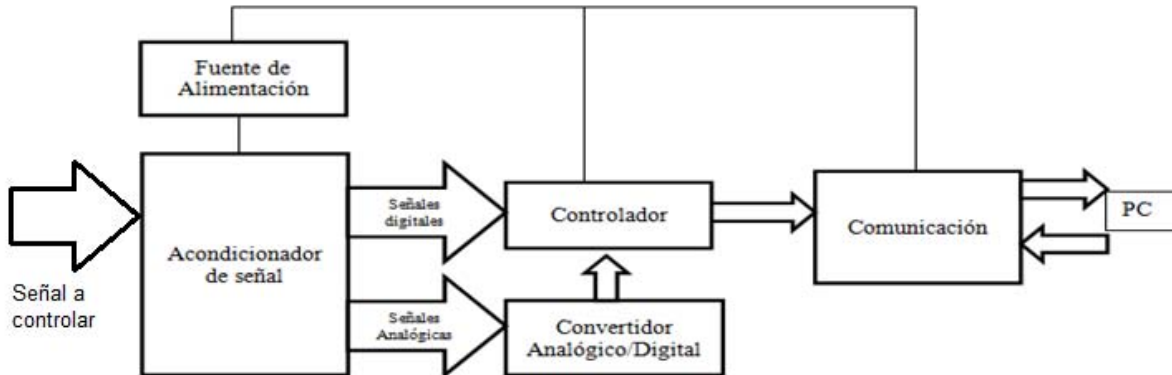 Fuente de
Alimentación
Señal a
controlar
Acondicionador
de señal
Señales
digitales
Señales
Analógicas
Controlador
Convertidor
Analógico/Digital
Comunicación
PC